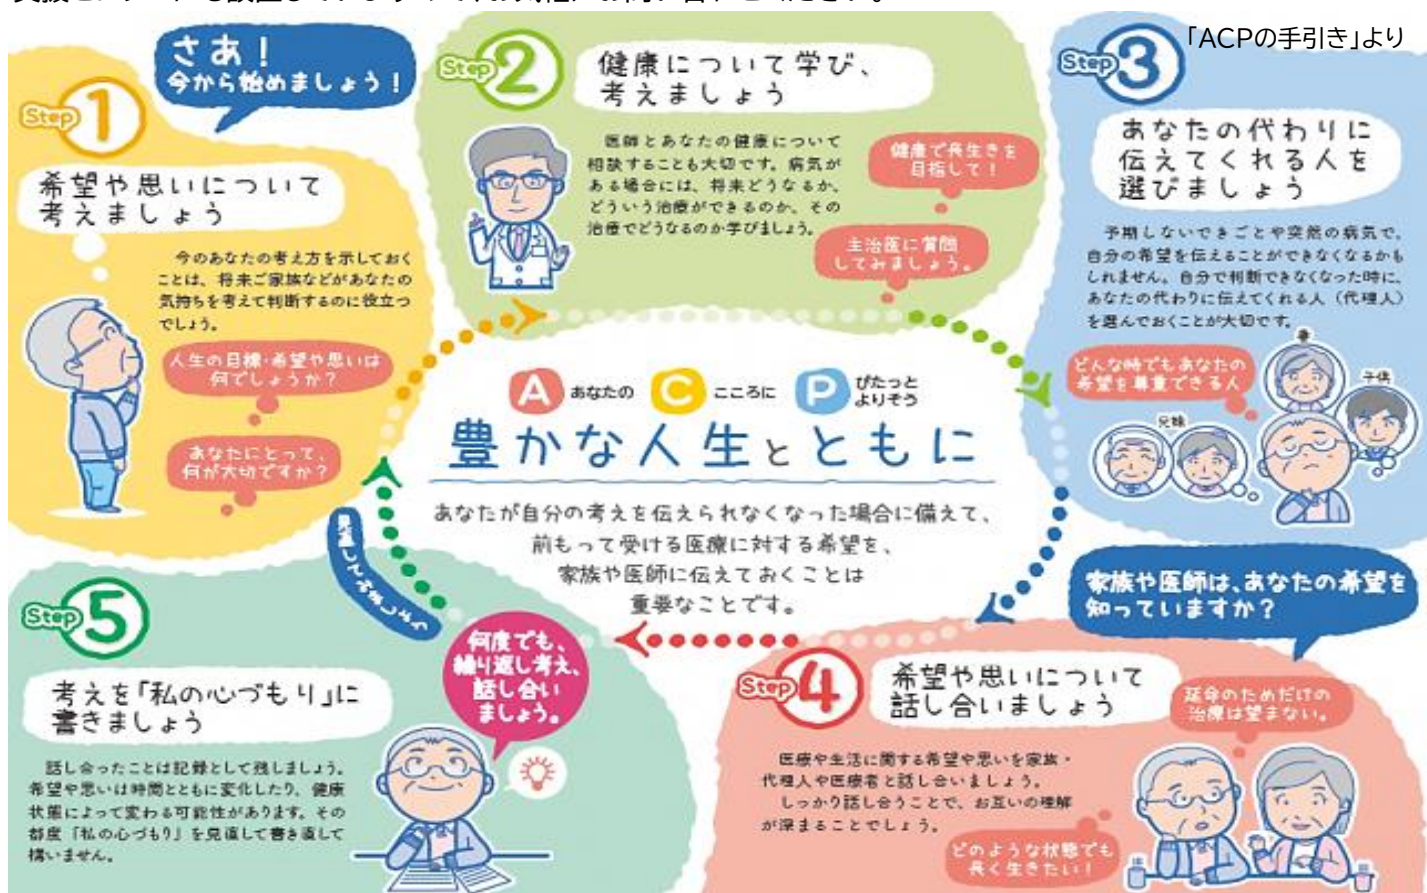 「ACPの手引き」より
さあ！
今から始めましょう！
Step 1
希望や思いについて
考えましょう
今のあなたの考え方を示しておく
ことは、将来ご家族などがあなたの
気持ちを考えて判断するのに役立つ
でしょう。
人生の目標・希望や思いは
何でしょうか？
あなたにとって、
何が大切ですか？
Step 2
健康について学び、
考えましょう
医師とあなたの健康について
相談することも大切です。病気が
ある場合には、将来どうなるか、
どういう治療ができるのか、その
治療でどうなるのか学びましょう。
健康で長生きを
目指して！
主治医に質問
してみましょう。
Step 3
あなたの代わりに
伝えてくれる人を
選びましょう
予期しないできごとや突然の病気で、
自分の希望を伝えることができなくなるかも
しれません。自分で判断できなくなった時に、
あなたの代わりに伝えてくれる人（代理人）
を選んでおくことが大切です。
どんな時でもあなたの
希望を尊重できる人
妻
子供
兄妹
A あなたの C こころに P ぴたっと
よりそう
豊かな人生とともに
あなたが自分の考えを伝えられなくなった場合に備えて、
前もって受ける医療に対する希望を、
家族や医師に伝えておくことは
重要なことです。
家族や医師は、あなたの希望を
知っていますか？
Step 4
希望や思いについて
話し合いましょう
医療や生活に関する希望や思いを家族・
代理人や医療者と話し合いましょう。
しっかり話し合うことで、お互いの理解
が深まることでしょう。
延命のためだけの
治療は望まない。
どのような状態でも
長く生きたい！
Step 5
考えを「私の心づもり」に
書きましょう
話し合ったことは記録として残しましょう。
希望や思いは時間とともに変化したり、健康
状態によって変わる可能性があります。その
都度「私の心づもり」を見直して書き直して
構いません。
何度でも、
繰り返し考え、
話し合い
ましょう。
見直してみましょう